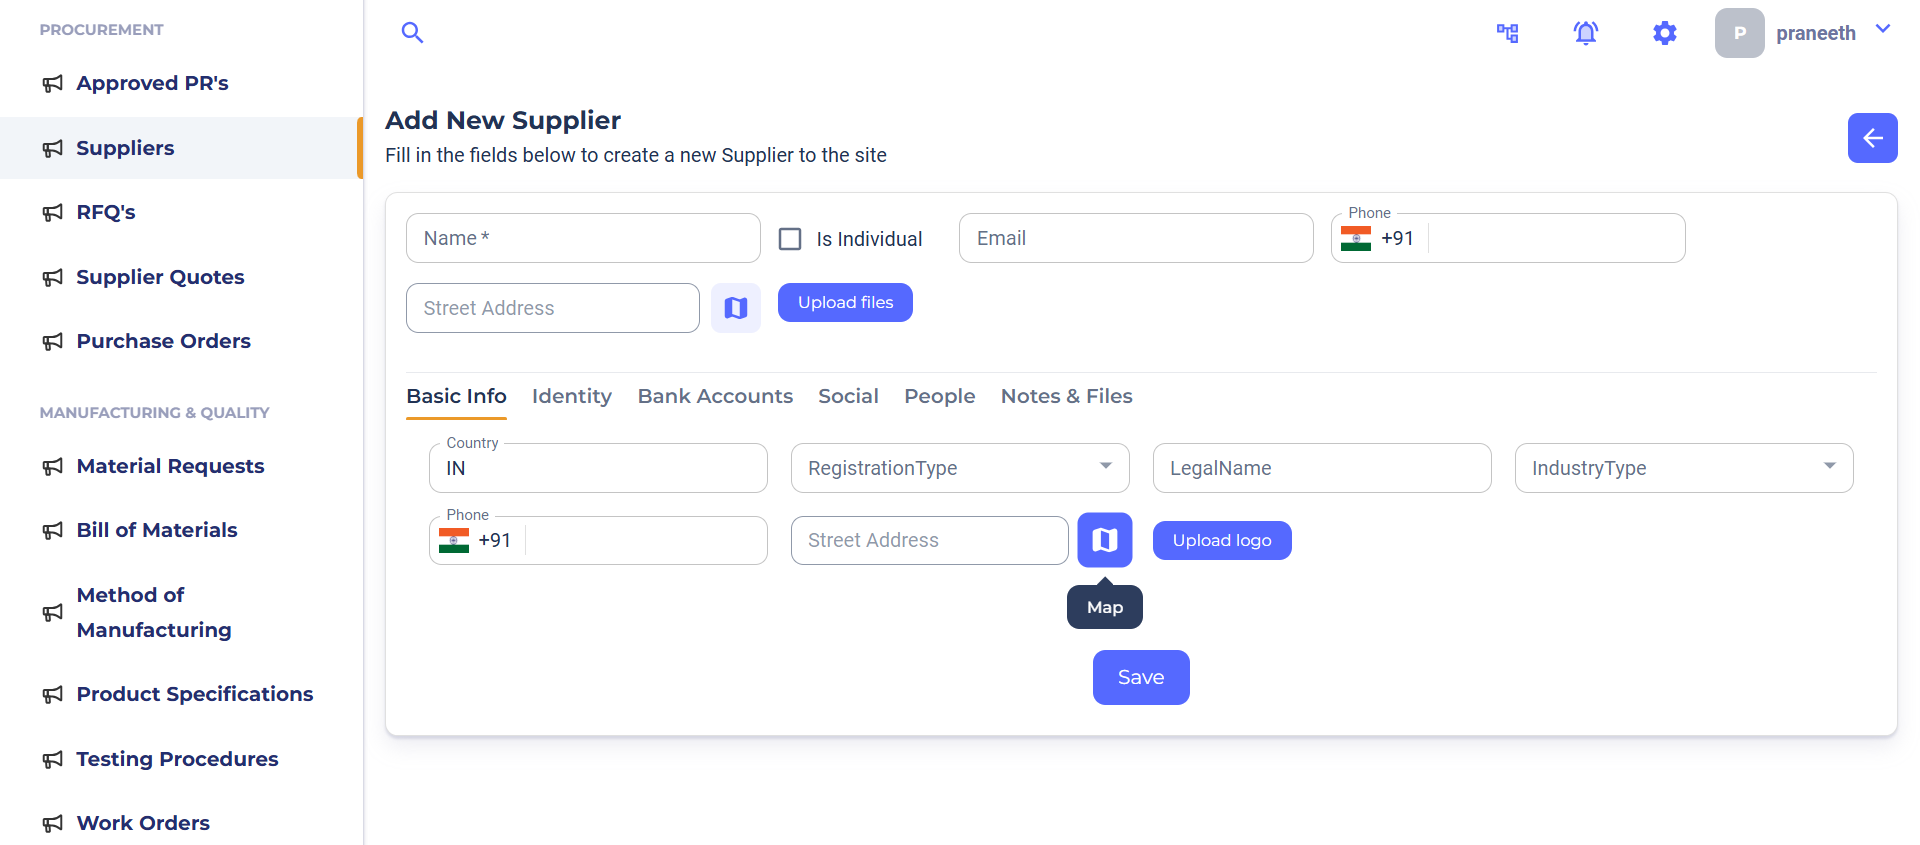 PROCUREMENT
Approved PR's
Suppliers
RFQ's
Supplier Quotes
Purchase Orders
MANUFACTURING & QUALITY
Material Requests
Bill of Materials
Method of
Manufacturing
Product Specifications
Testing Procedures
Work Orders
P praneeth
Add New Supplier
Fill in the fields below to create a new Supplier to the site
Name *
Is Individual
Email
Phone
+91
Street Address
Upload files
Basic Info Identity Bank Accounts Social People Notes & Files
Country
IN
RegistrationType
LegalName
IndustryType
Phone
+91
Street Address
Upload logo
Map
Save